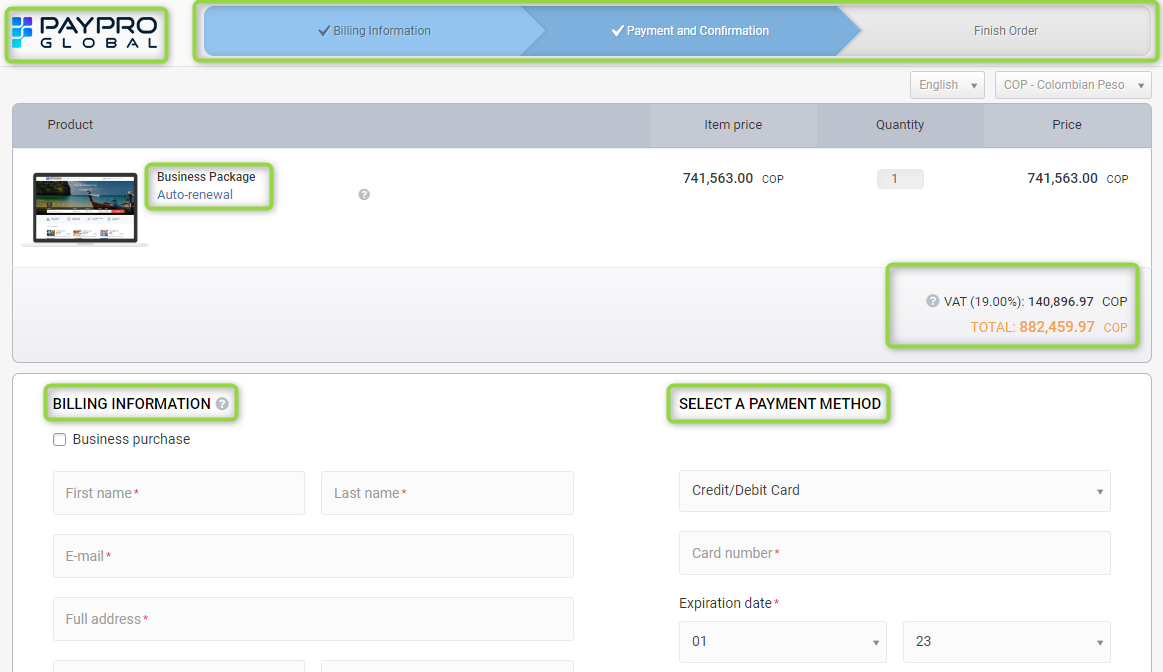 PAYPRO
GLOBAL
Billing Information
Payment and Confirmation
Finish Order
English
COP - Colombian Peso
Product
Item price
Quantity
Price
Business Package
Auto-renewal
?
741,563.00 COP
1
741,563.00 COP
? VAT (19.00%): 140,896.97 COP
TOTAL: 882,459.97 COP
BILLING INFORMATION ?
Business purchase
First name*
Last name*
E-mail*
Full address*
SELECT A PAYMENT METHOD
Credit/Debit Card
Card number*
Expiration date*
01
23